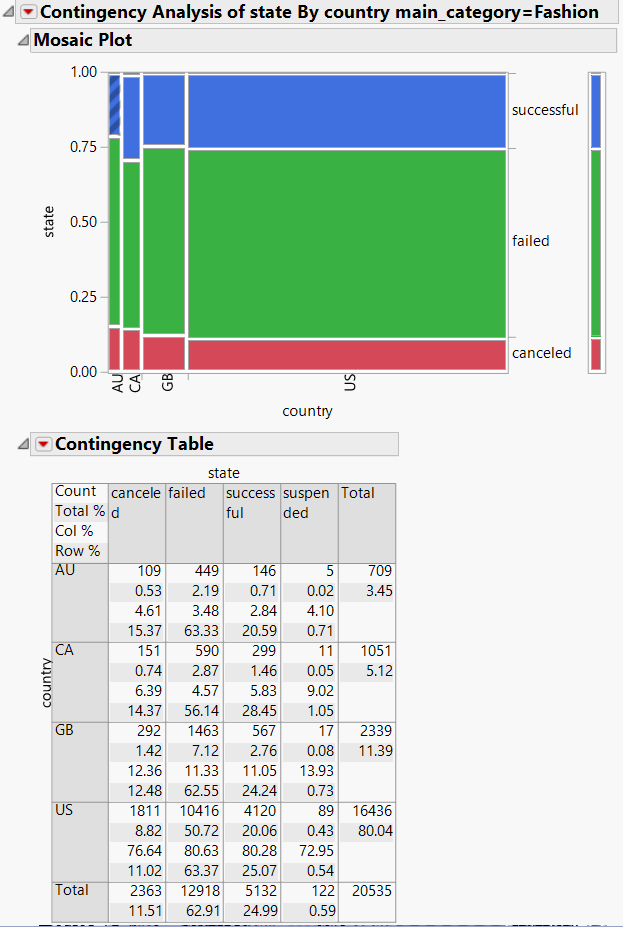 Contingency Analysis of state By country main_category=Fashion
Mosaic Plot
1.00
0.75
0.50
0.25
0.00
state
successful
failed
canceled
AU
CA
GB
US
country
Contingency Table
state
Count
Total %
Col %
Row %
cancele
d
failed
success
ful
suspen
ded
Total
country
AU
109 449 146 5 709
0.53 2.19 0.71 0.02 3.45
4.61 3.48 2.84 4.10
15.37 63.33 20.59 0.71
CA
151 590 299 11 1051
0.74 2.87 1.46 0.05 5.12
6.39 4.57 5.83 9.02
14.37 56.14 28.45 1.05
GB
292 1463 567 17 2339
1.42 7.12 2.76 0.08 11.39
12.36 11.33 11.05 13.93
12.48 62.55 24.24 0.73
US
1811 10416 4120 89 16436
8.82 50.72 20.06 0.43 80.04
76.64 80.63 80.28 72.95
11.02 63.37 25.07 0.54
Total
2363 12918 5132 122 20535
11.51 62.91 24.99 0.59